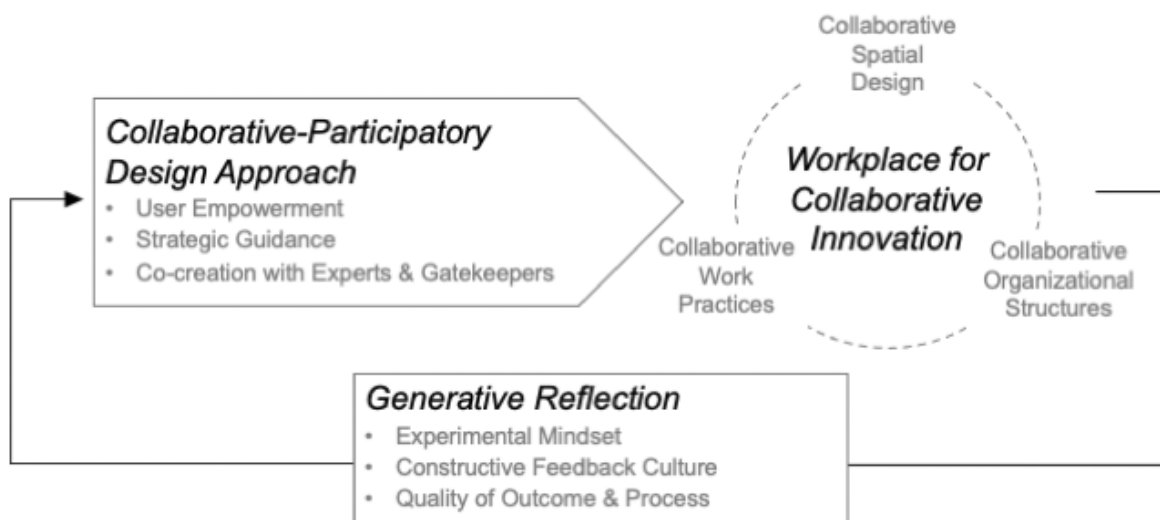 Collaborative-Participatory
Design Approach
• User Empowerment
• Strategic Guidance
• Co-creation with Experts & Gatekeepers
Collaborative
Spatial
Design
Workplace for
Collaborative
Innovation
Collaborative
Work
Practices
Collaborative
Organizational
Structures
Generative Reflection
• Experimental Mindset
• Constructive Feedback Culture
• Quality of Outcome & Process